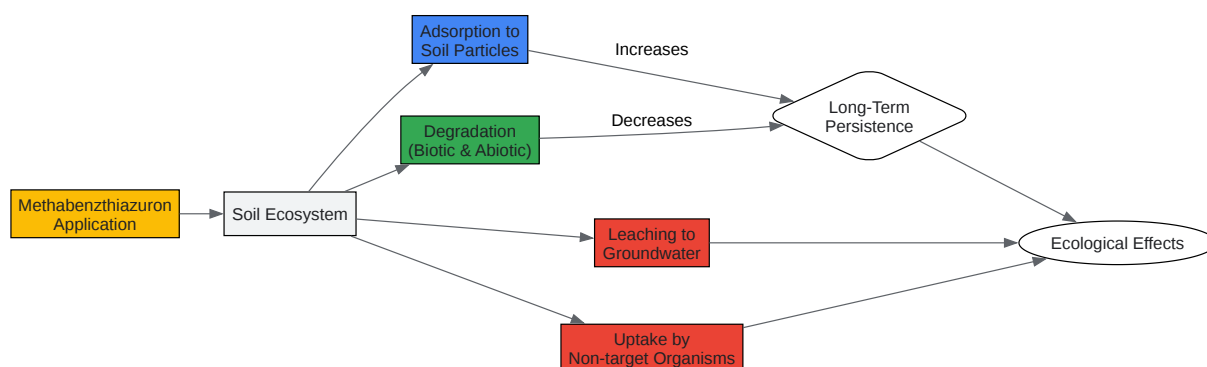 Adsorption to
Soil Particles
Increases
Long-Term
Persistence
Degradation
(Biotic & Abiotic)
Decreases
Methabenzthiazuron
Application
Soil Ecosystem
Leaching to
Groundwater
Ecological Effects
Uptake by
Non-target Organisms